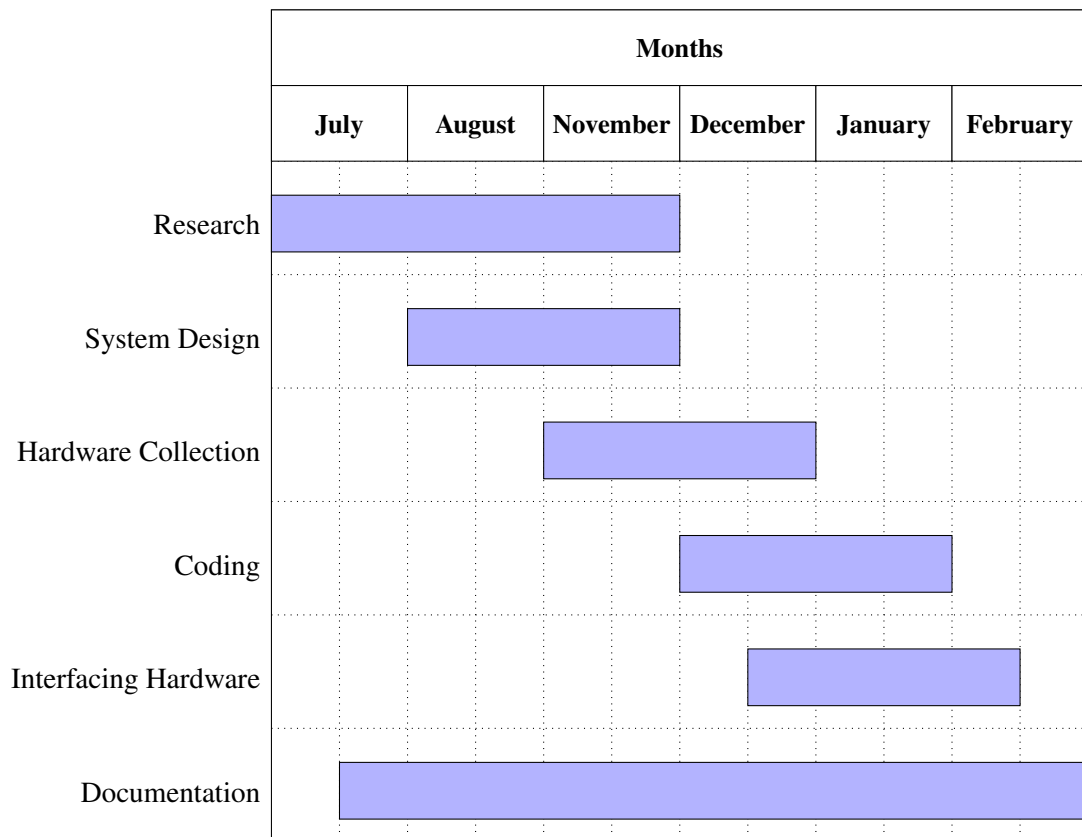 Months
July August November December January February
Research
System Design
Hardware Collection
Coding
Interfacing Hardware
Documentation